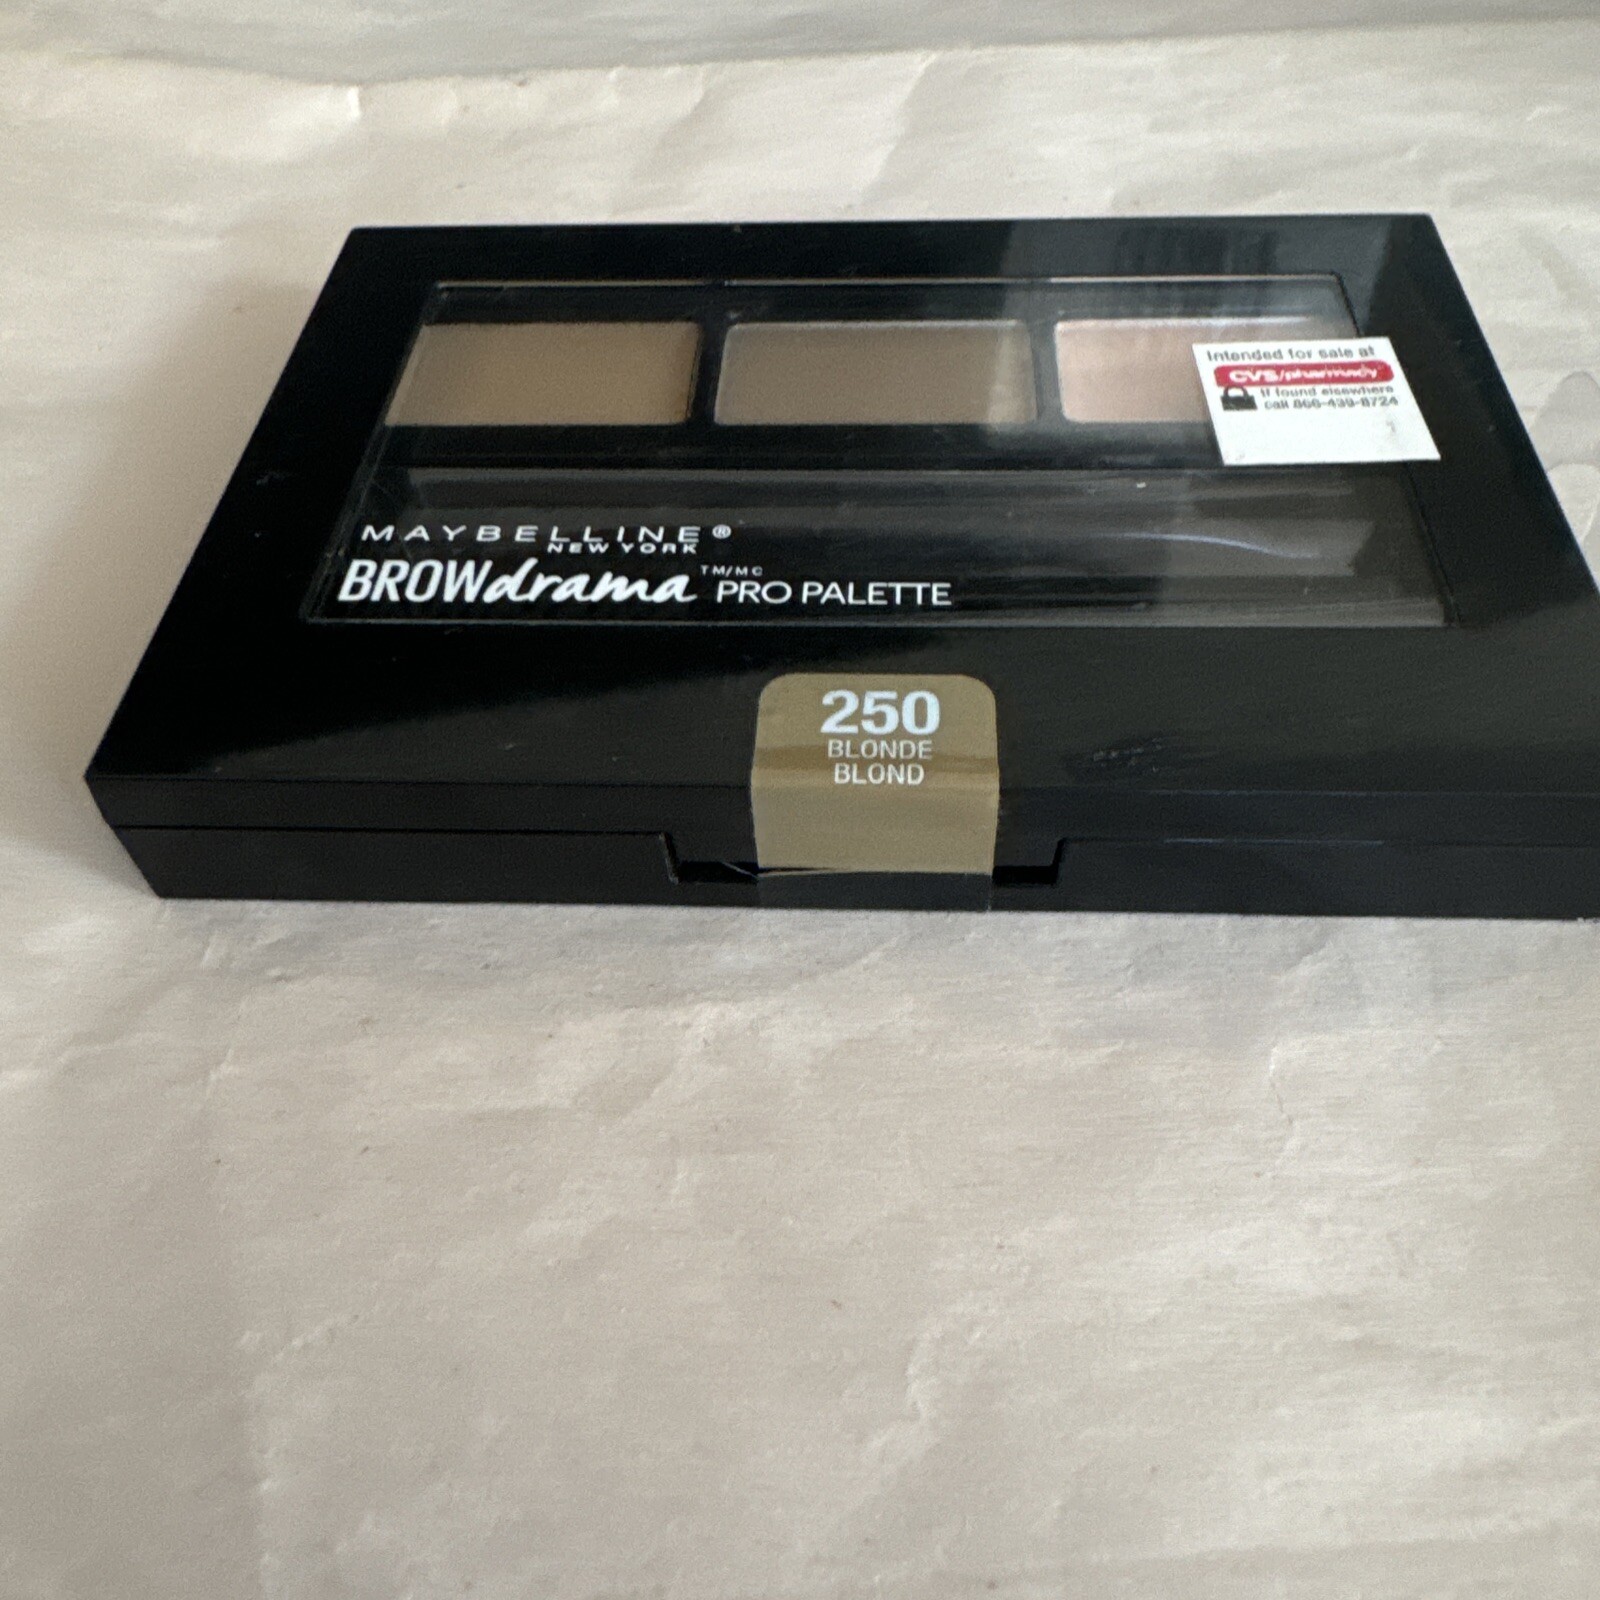 Intended for sale at
CVS/pharmacy
If found elsewhere
call 866-439-8724
MAYBELLINE®
NEW YORK
BROWdrama TM/MC PRO PALETTE
250
BLONDE
BLOND